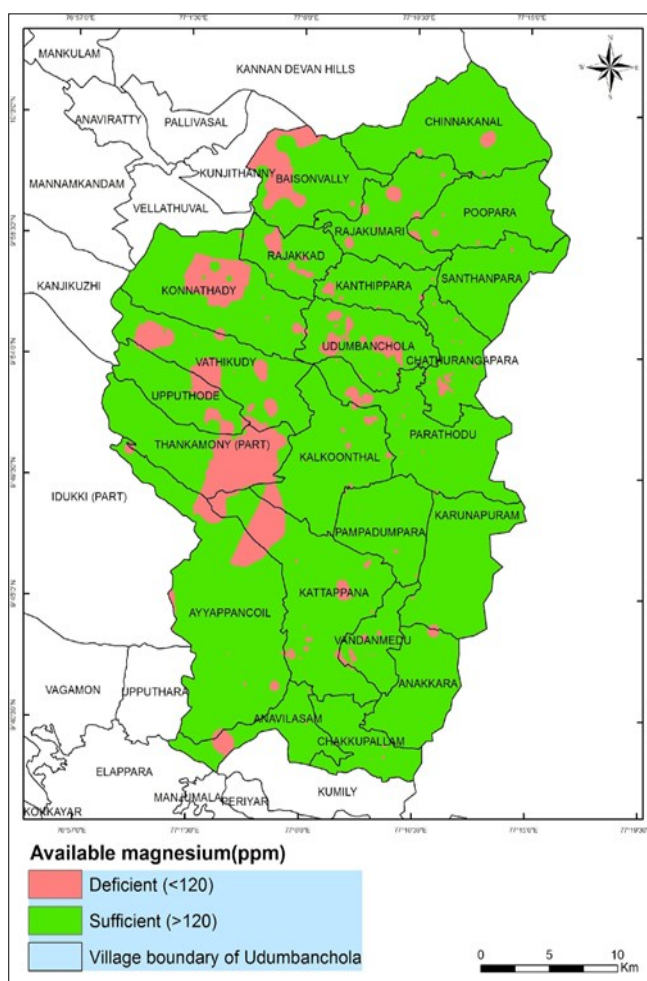 N
MANKULAM
KANNAN DEVAN HILLS
ANAVIRATTY
PALLIVASAL
CHINNAKANAL
KUNJITHANNY
BAISONVALLY
MANNAMKANDAM
VELLATHUVAL
POOPARA
RAJAKUMARI
RAJAKKAD
KANJIKUZHI
KONNATHADY
KANTHIPPARA
SANTHANPARA
UDUMBANCHOLA
CHATHURANGAPARA
VATHIKUDY
UPPUTHODE
THANKAMONY (PART)
KALKOONTHAL
PARATHODU
IDUKKI (PART)
KARUNAPURAM
PAMPADUMPARA
AYYAPPANCOIL
KATTAPPANA
VANDANMEDU
VAGAMON
UPPUTHARA
ANAKKARA
ANAVILASAM
CHAKKUPALLAM
ELAPPARA
MANJUMALA
PERIYAR
KUMILY
KOKKAYAR
Available magnesium(ppm)
Deficient (<120)
Sufficient (>120)
Village boundary of Udumbanchola
0 5 10
Km